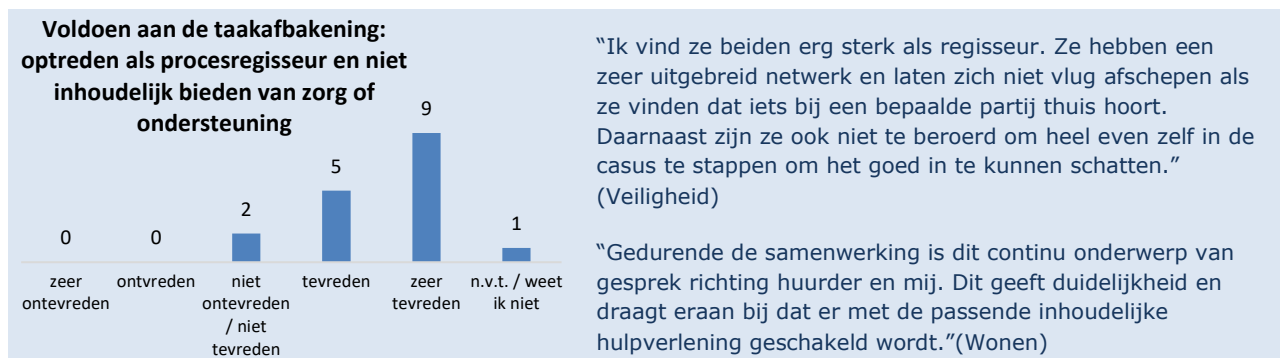 Voldoen aan de taakafbakening:
optreden als procesregisseur en niet
inhoudelijk bieden van zorg of
ondersteuning
9
5
2
1
0
0
zeer
ontevreden
ontvreden
niet
ontevreden
/ niet
tevreden
tevreden
zeer
tevreden
n.v.t. / weet
ik niet
“Ik vind ze beiden erg sterk als regisseur. Ze hebben een
zeer uitgebreid netwerk en laten zich niet vlug afschepen als
ze vinden dat iets bij een bepaalde partij thuis hoort.
Daarnaast zijn ze ook niet te beroerd om heel even zelf in de
casus te stappen om het goed in te kunnen schatten.”
(Veiligheid)
“Gedurende de samenwerking is dit continu onderwerp van
gesprek richting huurder en mij. Dit geeft duidelijkheid en
draagt eraan bij dat er met de passende inhoudelijke
hulpverlening geschakeld wordt.”(Wonen)